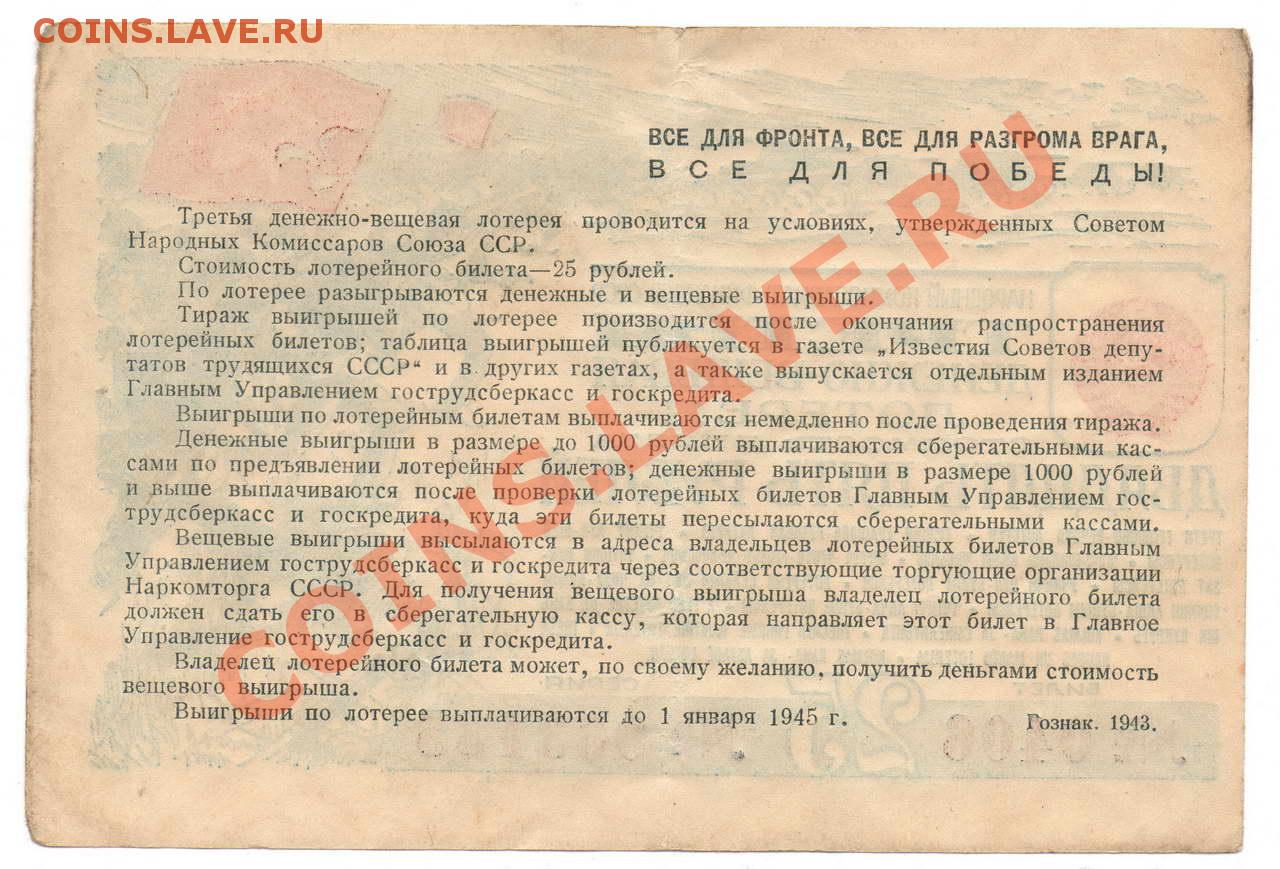 COINS.LAVE.RU
ВСЕ ДЛЯ ФРОНТА, ВСЕ ДЛЯ РАЗГРОМА ВРАГА,
ВСЕ ДЛЯ ПОБЕДЫ!
Третья денежно-вещевая лотерея проводится на условиях, утвержденных Советом
Народных Комиссаров Союза ССР.
Стоимость лотерейного билета—25 рублей.
По лотерее разыгрываются денежные и вещевые выигрыши.
Тираж выигрышей по лотерее производится после окончания распространения
лотерейных билетов; таблица выигрышей публикуется в газете „Известия Советов депу-
татов трудящихся СССР“ и в других газетах, а также выпускается отдельным изданием
Главным Управлением гострудсберкасс и госкредита.
Выигрыши по лотерейным билетам выплачиваются немедленно после проведения тиража.
Денежные выигрыши в размере до 1000 рублей выплачиваются сберегательными кас-
сами по предъявлении лотерейных билетов; денежные выигрыши в размере 1000 рублей
и выше выплачиваются после проверки лотерейных билетов Главным Управлением гос-
трудсберкасс и госкредита, куда эти билеты пересылаются сберегательными кассами.
Вещевые выигрыши высылаются в адреса владельцев лотерейных билетов Главным
Управлением гострудсберкасс и госкредита через соответствующие торгующие организации
Наркомторга СССР. Для получения вещевого выигрыша владелец лотерейного билета
должен сдать его в сберегательную кассу, которая направляет этот билет в Главное
Управление гострудсберкасс и госкредита.
Владелец лотерейного билета может, по своему желанию, получить деньгами стоимость
вещевого выигрыша.
Выигрыши по лотерее выплачиваются до 1 января 1945 г.
Гознак. 1943.
COINS.LAVE.RU
COINS.LAVE.RU